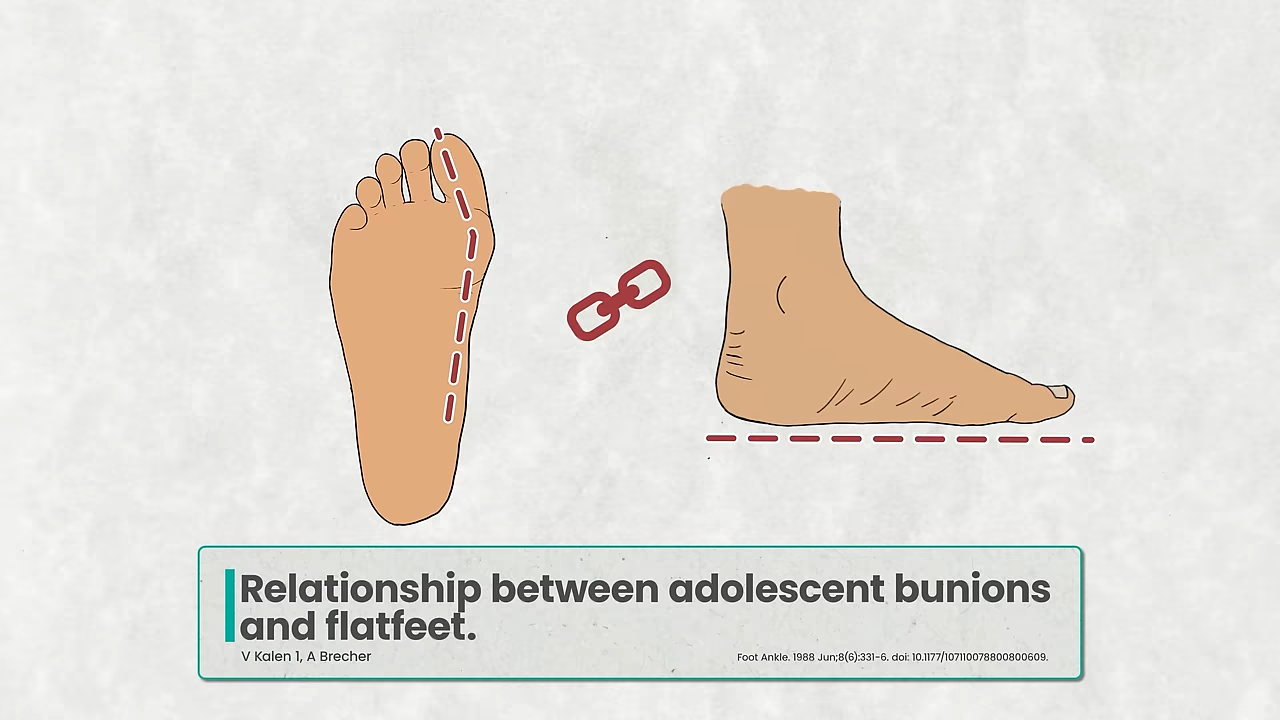 Relationship between adolescent bunions
and flatfeet.
V Kalen 1, A Brecher
Foot Ankle. 1988 Jun;8(6):331-6. doi: 10.1177/107110078800800609.